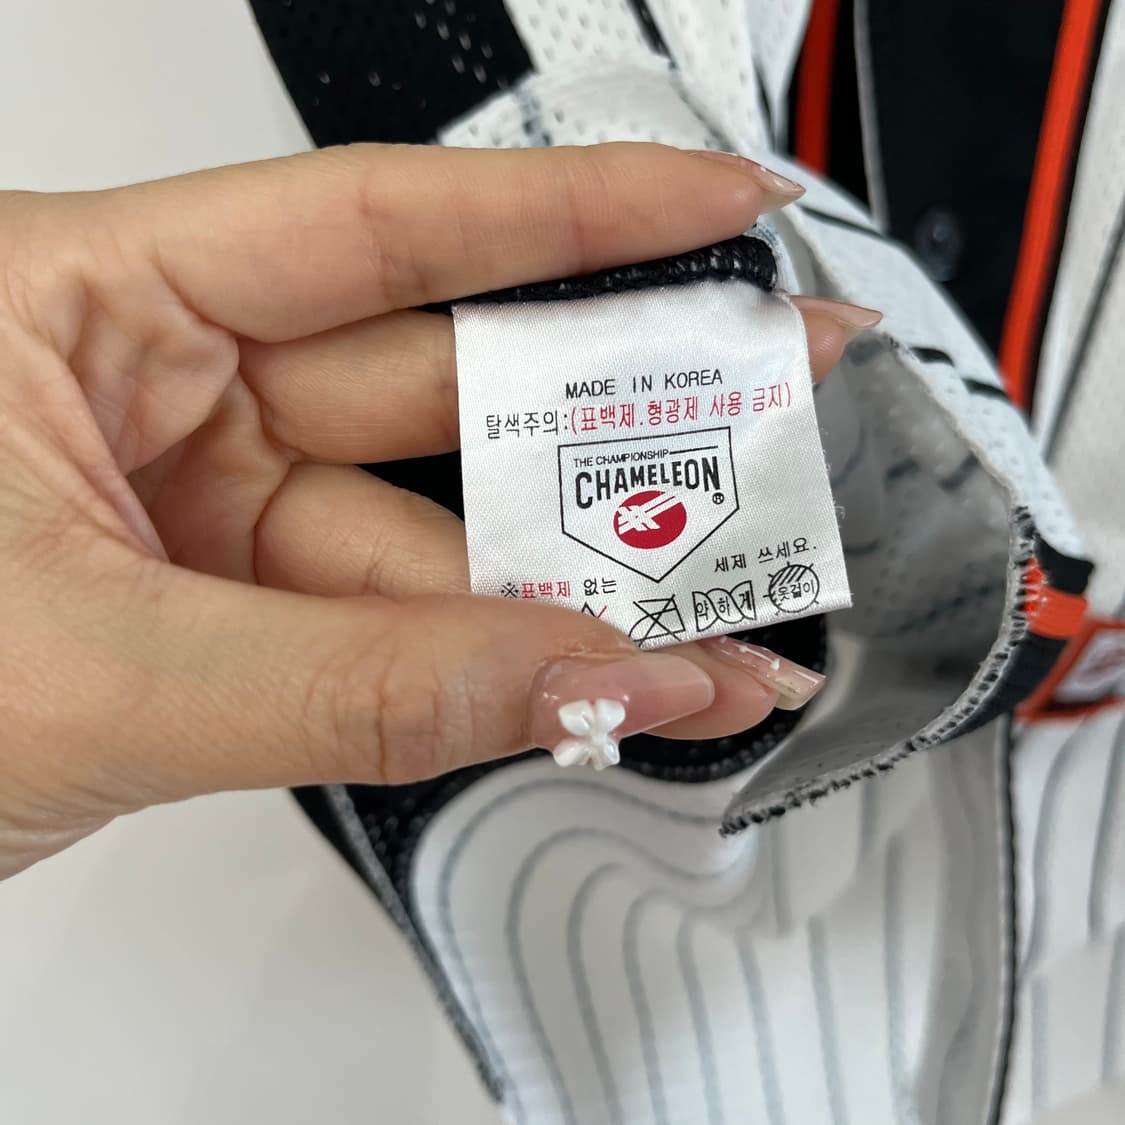 MADE IN KOREA
탈색주의:(표백제.형광제 사용 금지)
THE CHAMPIONSHIP
CHAMELEON
®
※표백제 없는 세제 쓰세요.
약하게
옷걸이